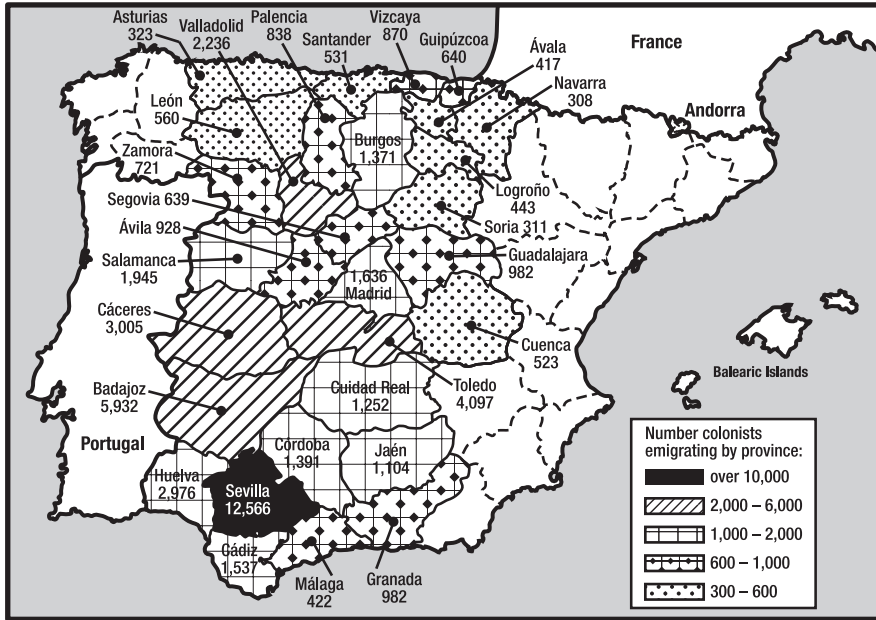 Asturias
323
Valladolid
2,236
Palencia
838
Santander
531
Vizcaya
870
Guipúzcoa
640
Ávala
417
Navarra
308
France
Andorra
León
560
Burgos
1,371
Zamora
721
Logroño
443
Segovia 639
Soria 311
Ávila 928
Guadalajara
982
Salamanca
1,945
1,636
Madrid
Cáceres
3,005
Cuenca
523
Balearic Islands
Badajoz
5,932
Cuidad Real
1,252
Toledo
4,097
Portugal
Córdoba
1,391
Jaén
1,104
Huelva
2,976
Sevilla
12,566
Cádiz
1,537
Málaga
422
Granada
982
Number colonists
emigrating by province:
over 10,000
2,000 – 6,000
1,000 – 2,000
600 – 1,000
300 – 600